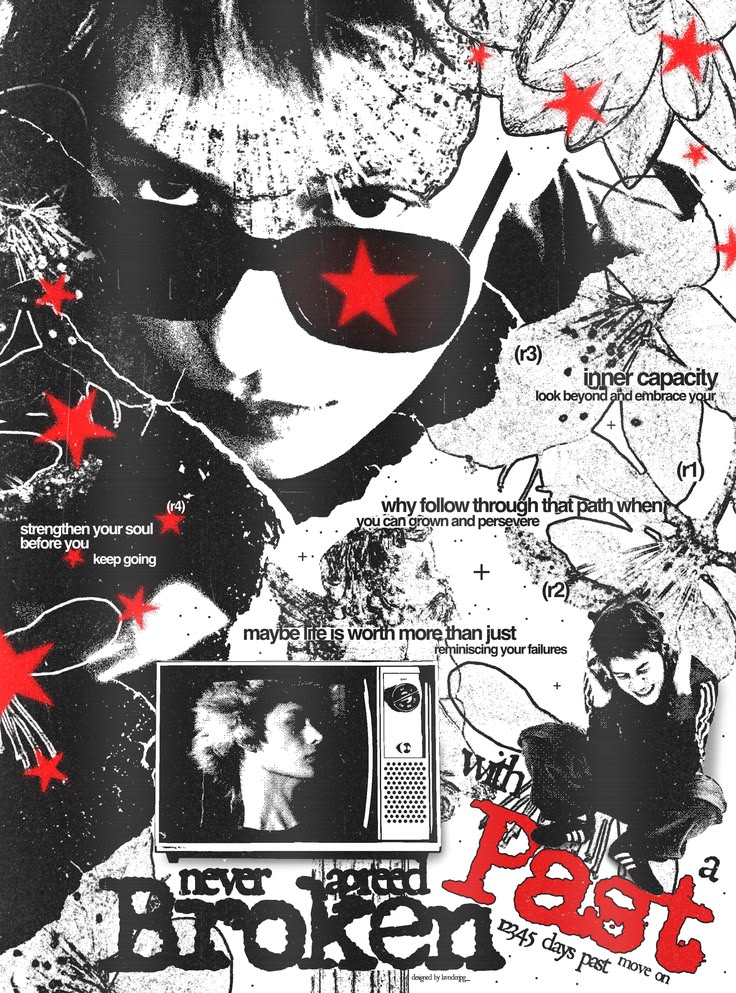 (r3)
inner capacity
look beyond and embrace your
(r1)
why follow through that path when
you can grown and persevere
(r4)
strengthen your soul
before you
keep going
(r2)
maybe life is worth more than just
reminiscing your failures
with
never agreed
Broken
a
Past
12345 days past move on
designed by